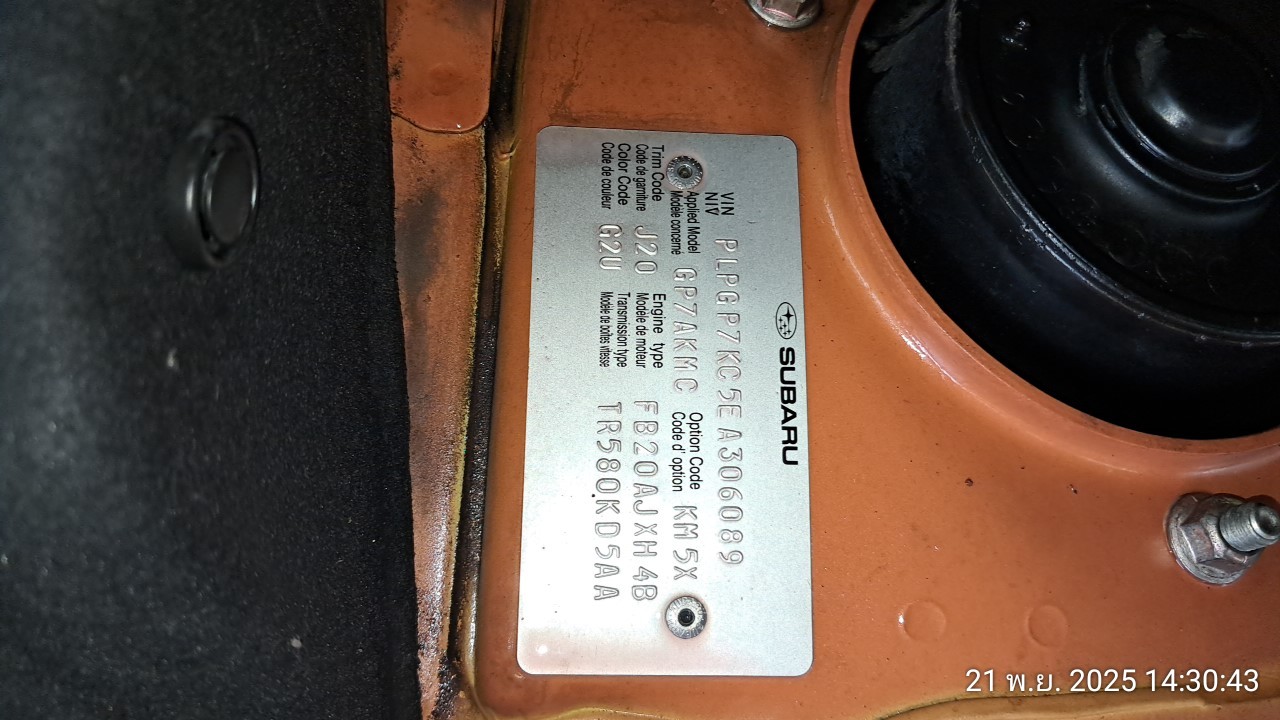 SUBARU
VIN
NIV PLPGP7KC5EA306089
Applied Model
Modèle concerné GP7AKMC
Option Code
Code d' option KM5X
Trim Code
Code de garniture J20
Engine type
Modèle de moteur FB20AJXH4B
Color Code
Code de couleur G2U
Transmission type
Modèle de boîtes vitesse TR580KD5AA
21 พ.ย. 2025 14:30:43